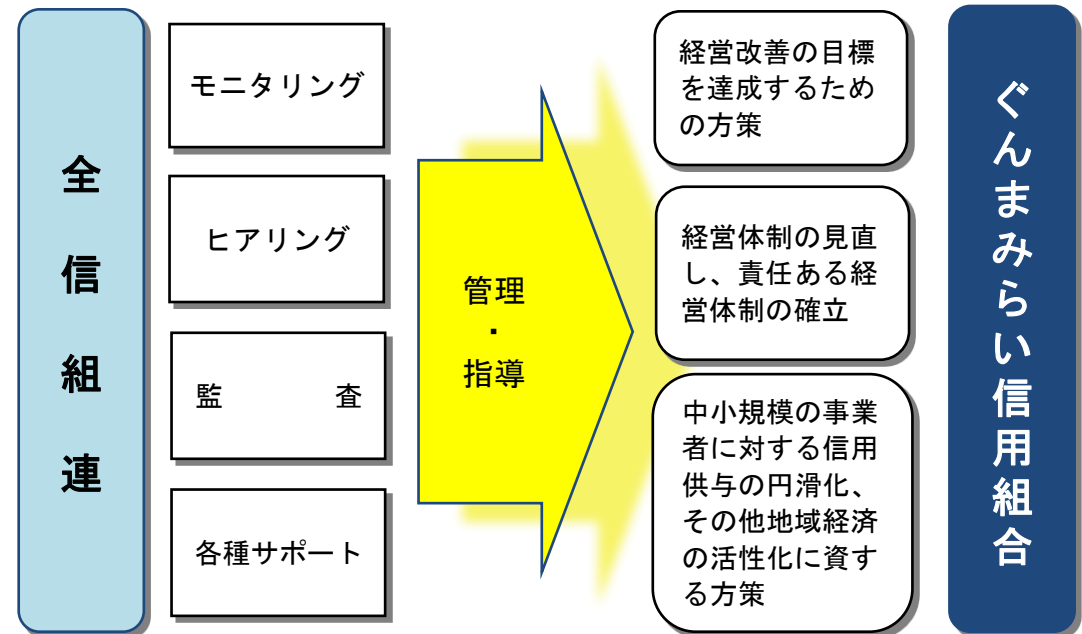 全信組連
モニタリング
ヒアリング
監　　　査
各種サポート
管理
・
指導
経営改善の目標
を達成するため
の方策
経営体制の見直
し、責任ある経
営体制の確立
中小規模の事業
者に対する信用
供与の円滑化、
その他地域経済
の活性化に資す
る方策
ぐんまみらい信用組合